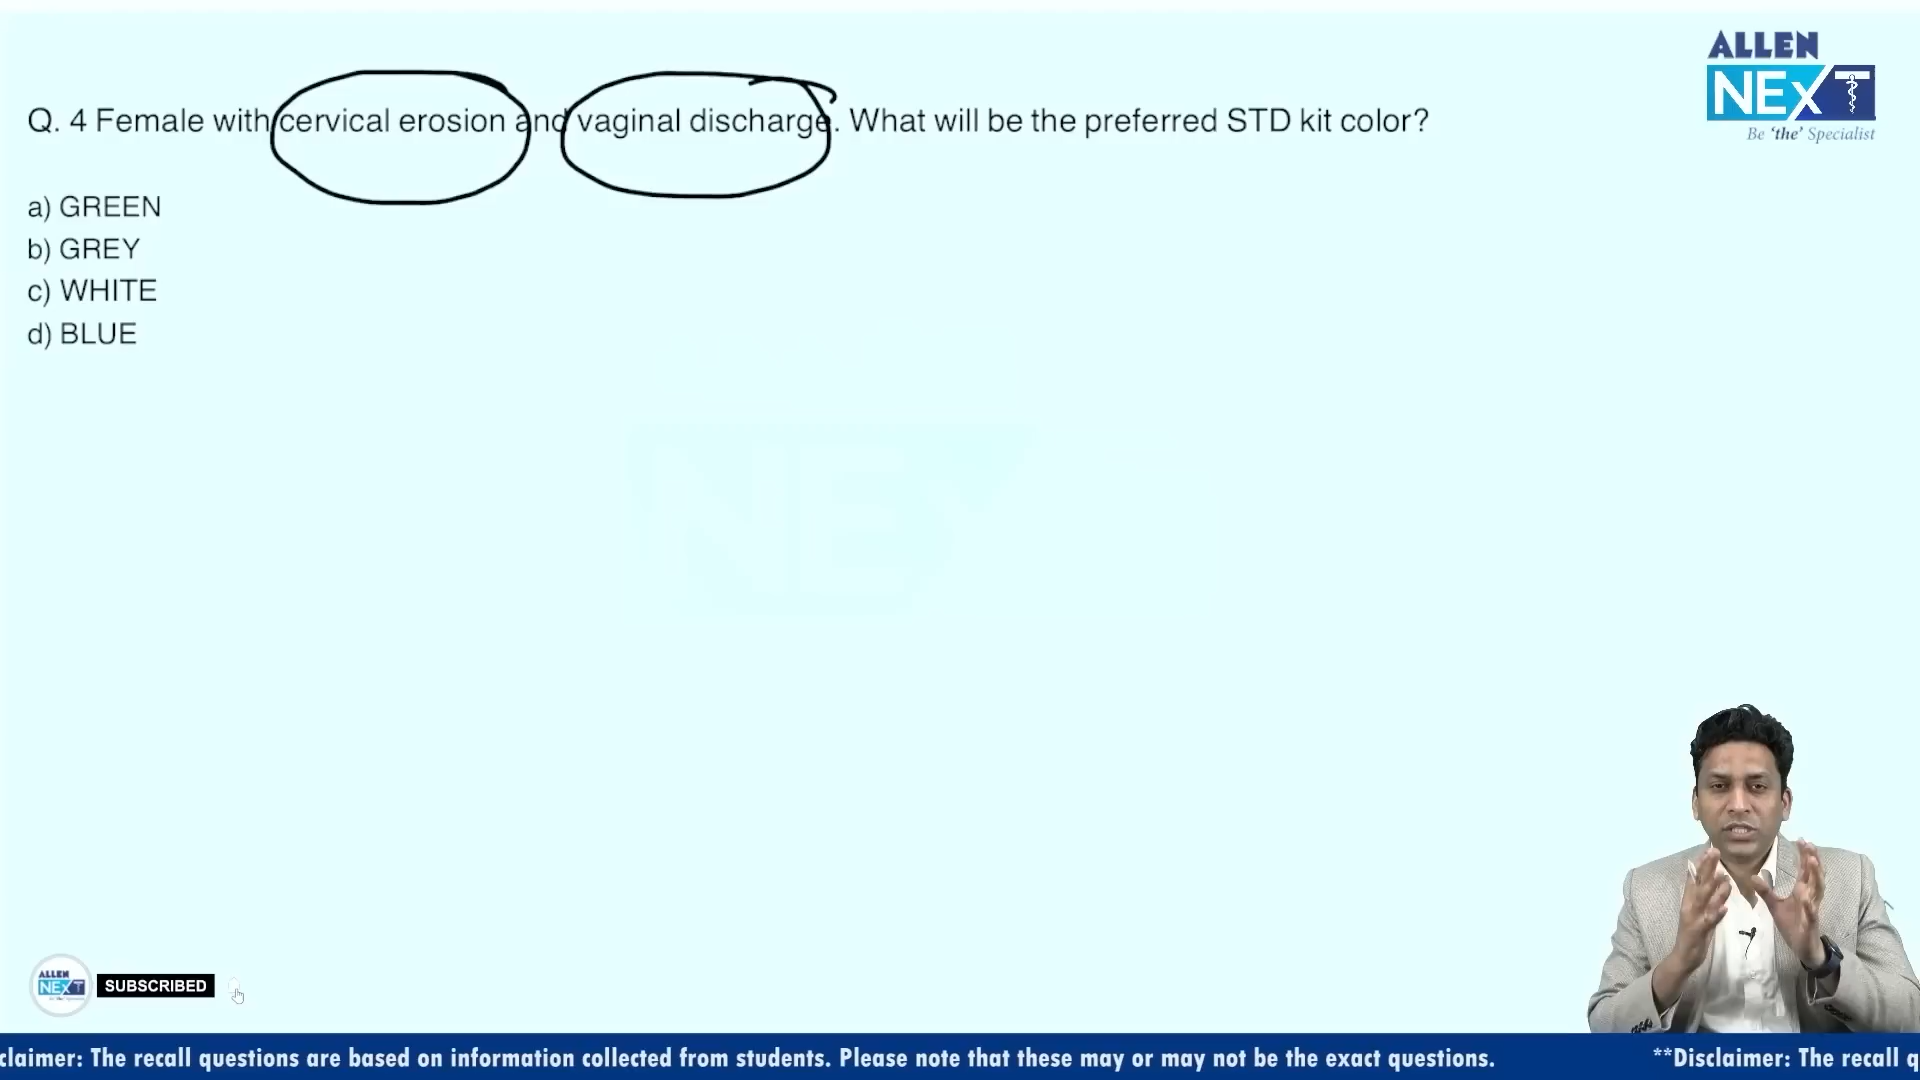 ALLEN
NExT
Be 'the' Specialist
Q. 4 Female with cervical erosion and vaginal discharge. What will be the preferred STD kit color?
a) GREEN
b) GREY
c) WHITE
d) BLUE
ALLEN
NExT
SUBSCRIBED
claimer: The recall questions are based on information collected from students. Please note that these may or may not be the exact questions. **Disclaimer: The recall q